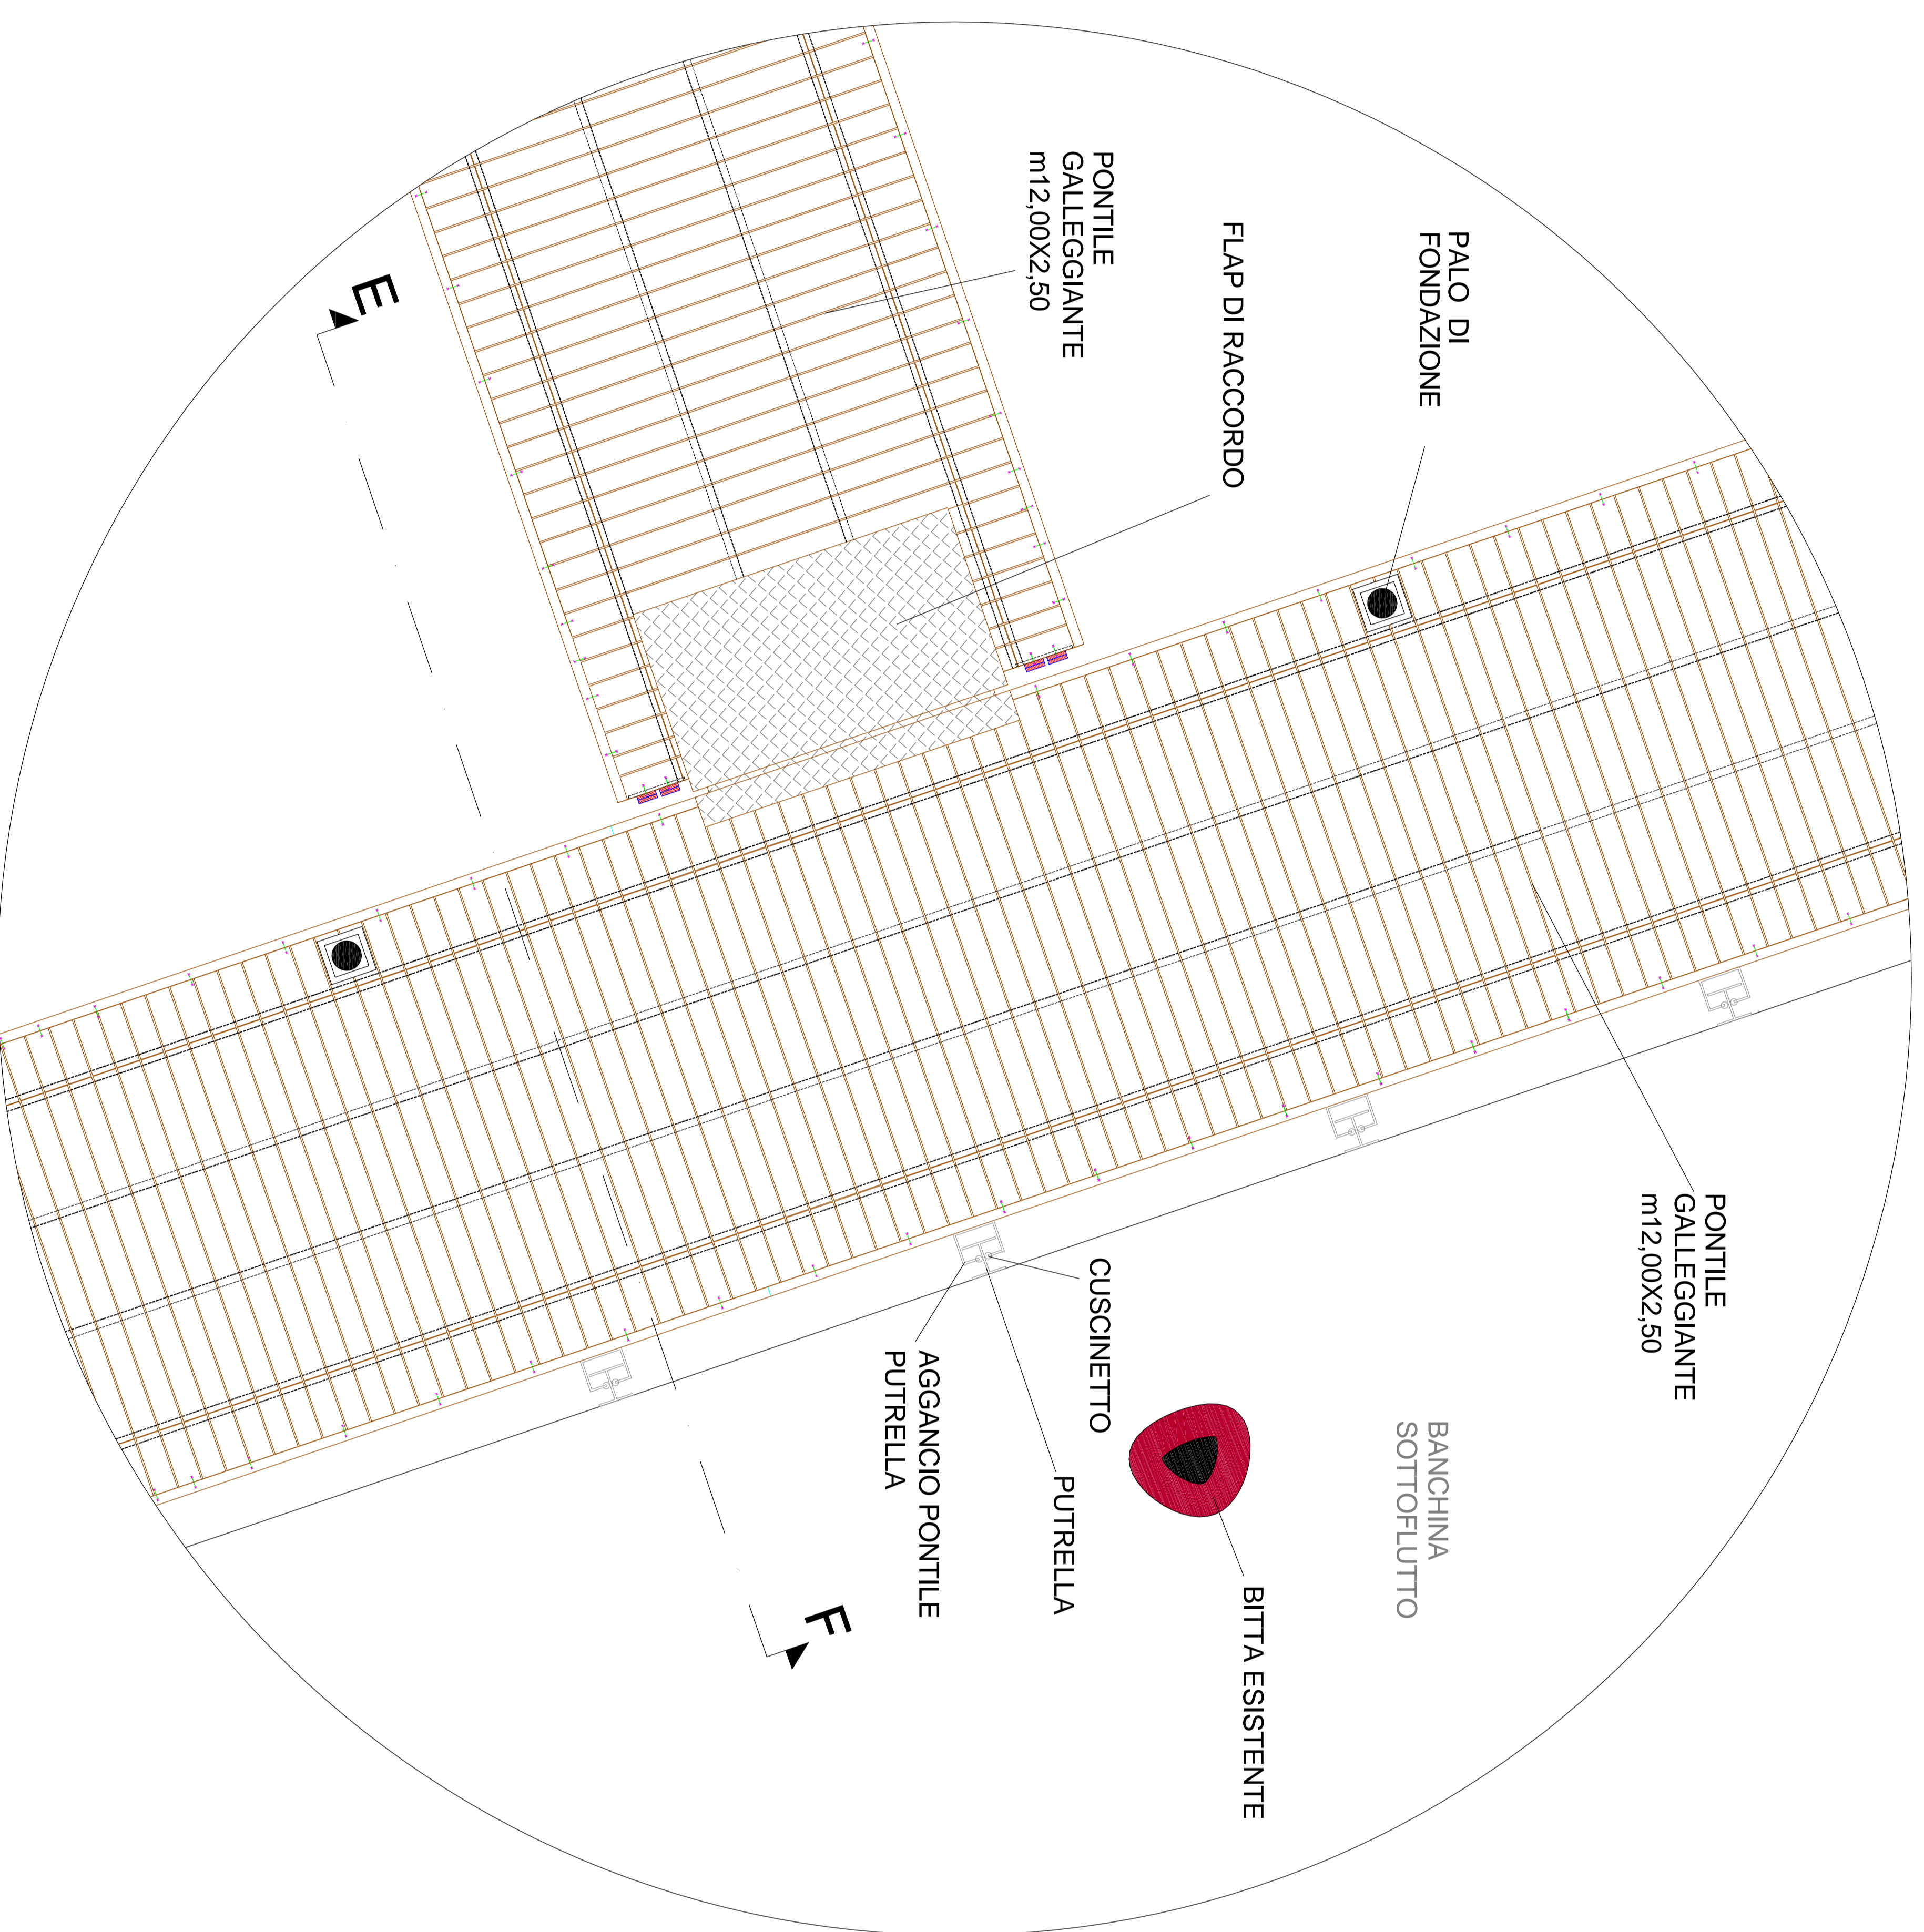 PALO DI
FONDAZIONE
FLAP DI RACCORDO
PONTILE
GALLEGGIANTE
m12,00X2,50
E
PONTILE
GALLEGGIANTE
m12,00X2,50
BANCHINA
SOTTOFLUTTO
BITTA ESISTENTE
CUSCINETTO
PUTRELLA
AGGANCIO PONTILE
PUTRELLA
F